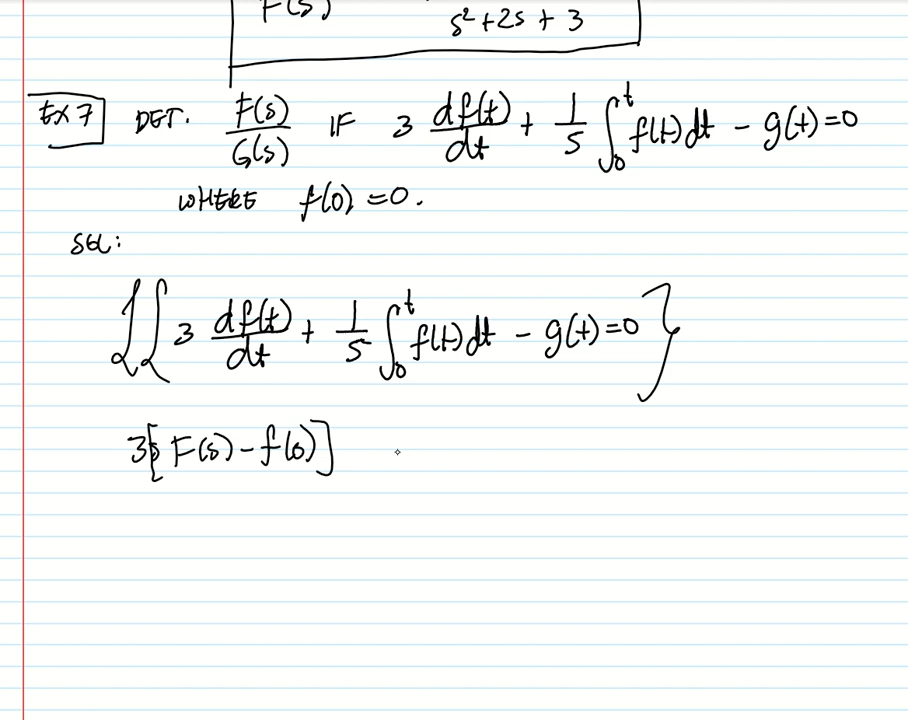 F(s)
s² + 2s + 3
EX 7 DET. F(s)/G(s) IF 3 df(t)/dt + 1/5 ∫₀ᵗ f(t)dt - g(t) = 0
WHERE f(0) = 0.
SOL:
ℒ{ 3 df(t)/dt + 1/5 ∫₀ᵗ f(t)dt - g(t) = 0 }
3[s F(s) - f(0)]